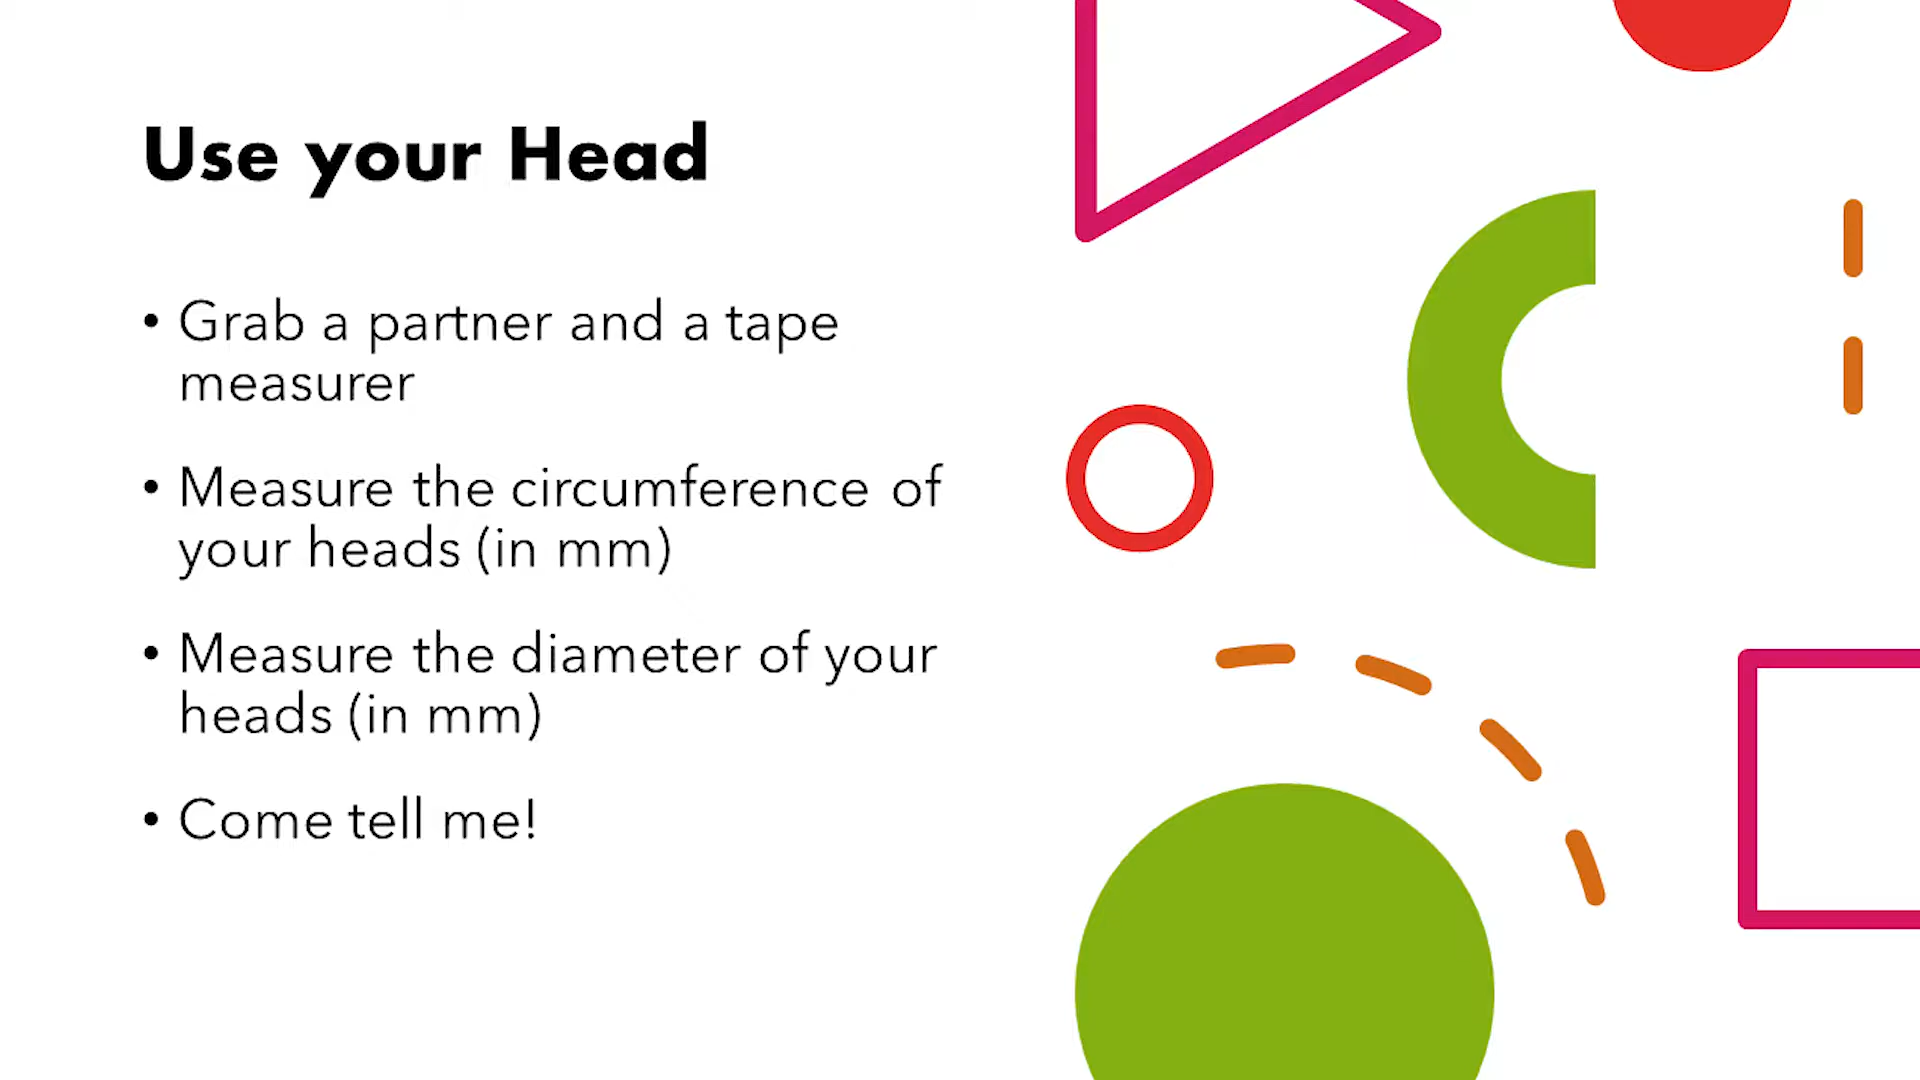 Use your Head
• Grab a partner and a tape
measurer
• Measure the circumference of
your heads (in mm)
• Measure the diameter of your
heads (in mm)
• Come tell me!